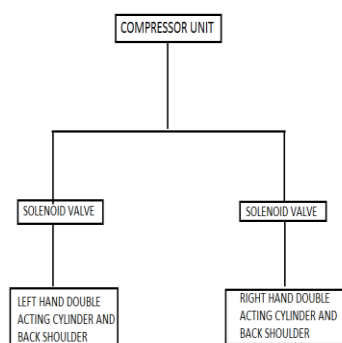 COMPRESSOR UNIT
SOLENOID VALVE
SOLENOID VALVE
LEFT HAND DOUBLE
ACTING CYLINDER AND
BACK SHOULDER
RIGHT HAND DOUBLE
ACTING CYLINDER AND
BACK SHOULDER